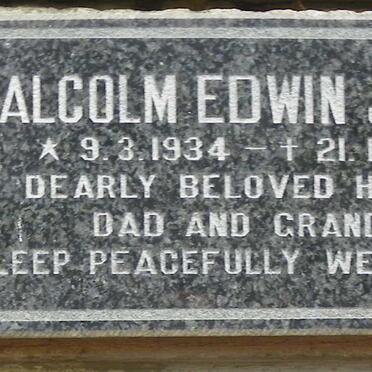 ALCOLM EDWIN
★ 9.3.1934 – † 21.
DEARLY BELOVED H
DAD AND GRAND
LEEP PEACEFULLY WE